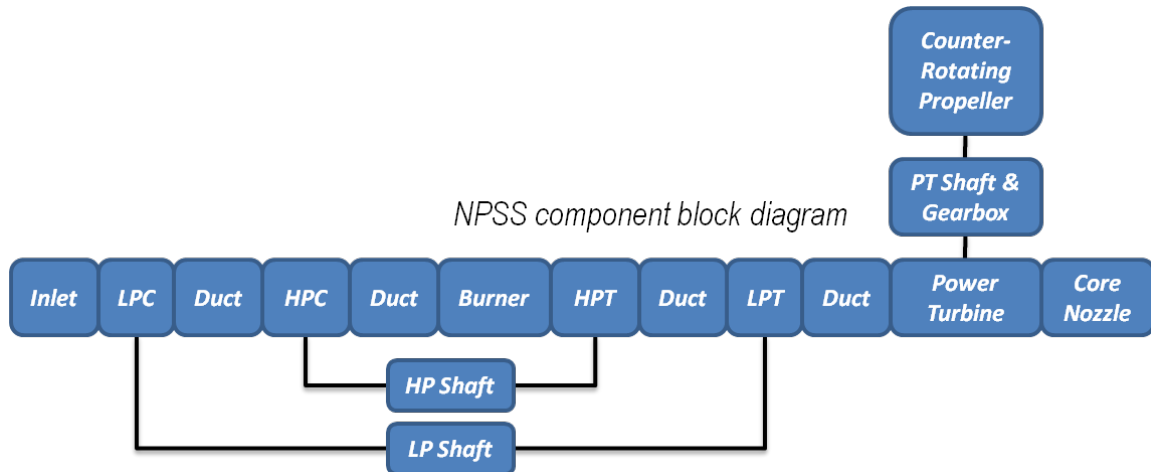 Counter-
Rotating
Propeller
PT Shaft &
Gearbox
NPSS component block diagram
Inlet
LPC
Duct
HPC
Duct
Burner
HPT
Duct
LPT
Duct
Power
Turbine
Core
Nozzle
HP Shaft
LP Shaft